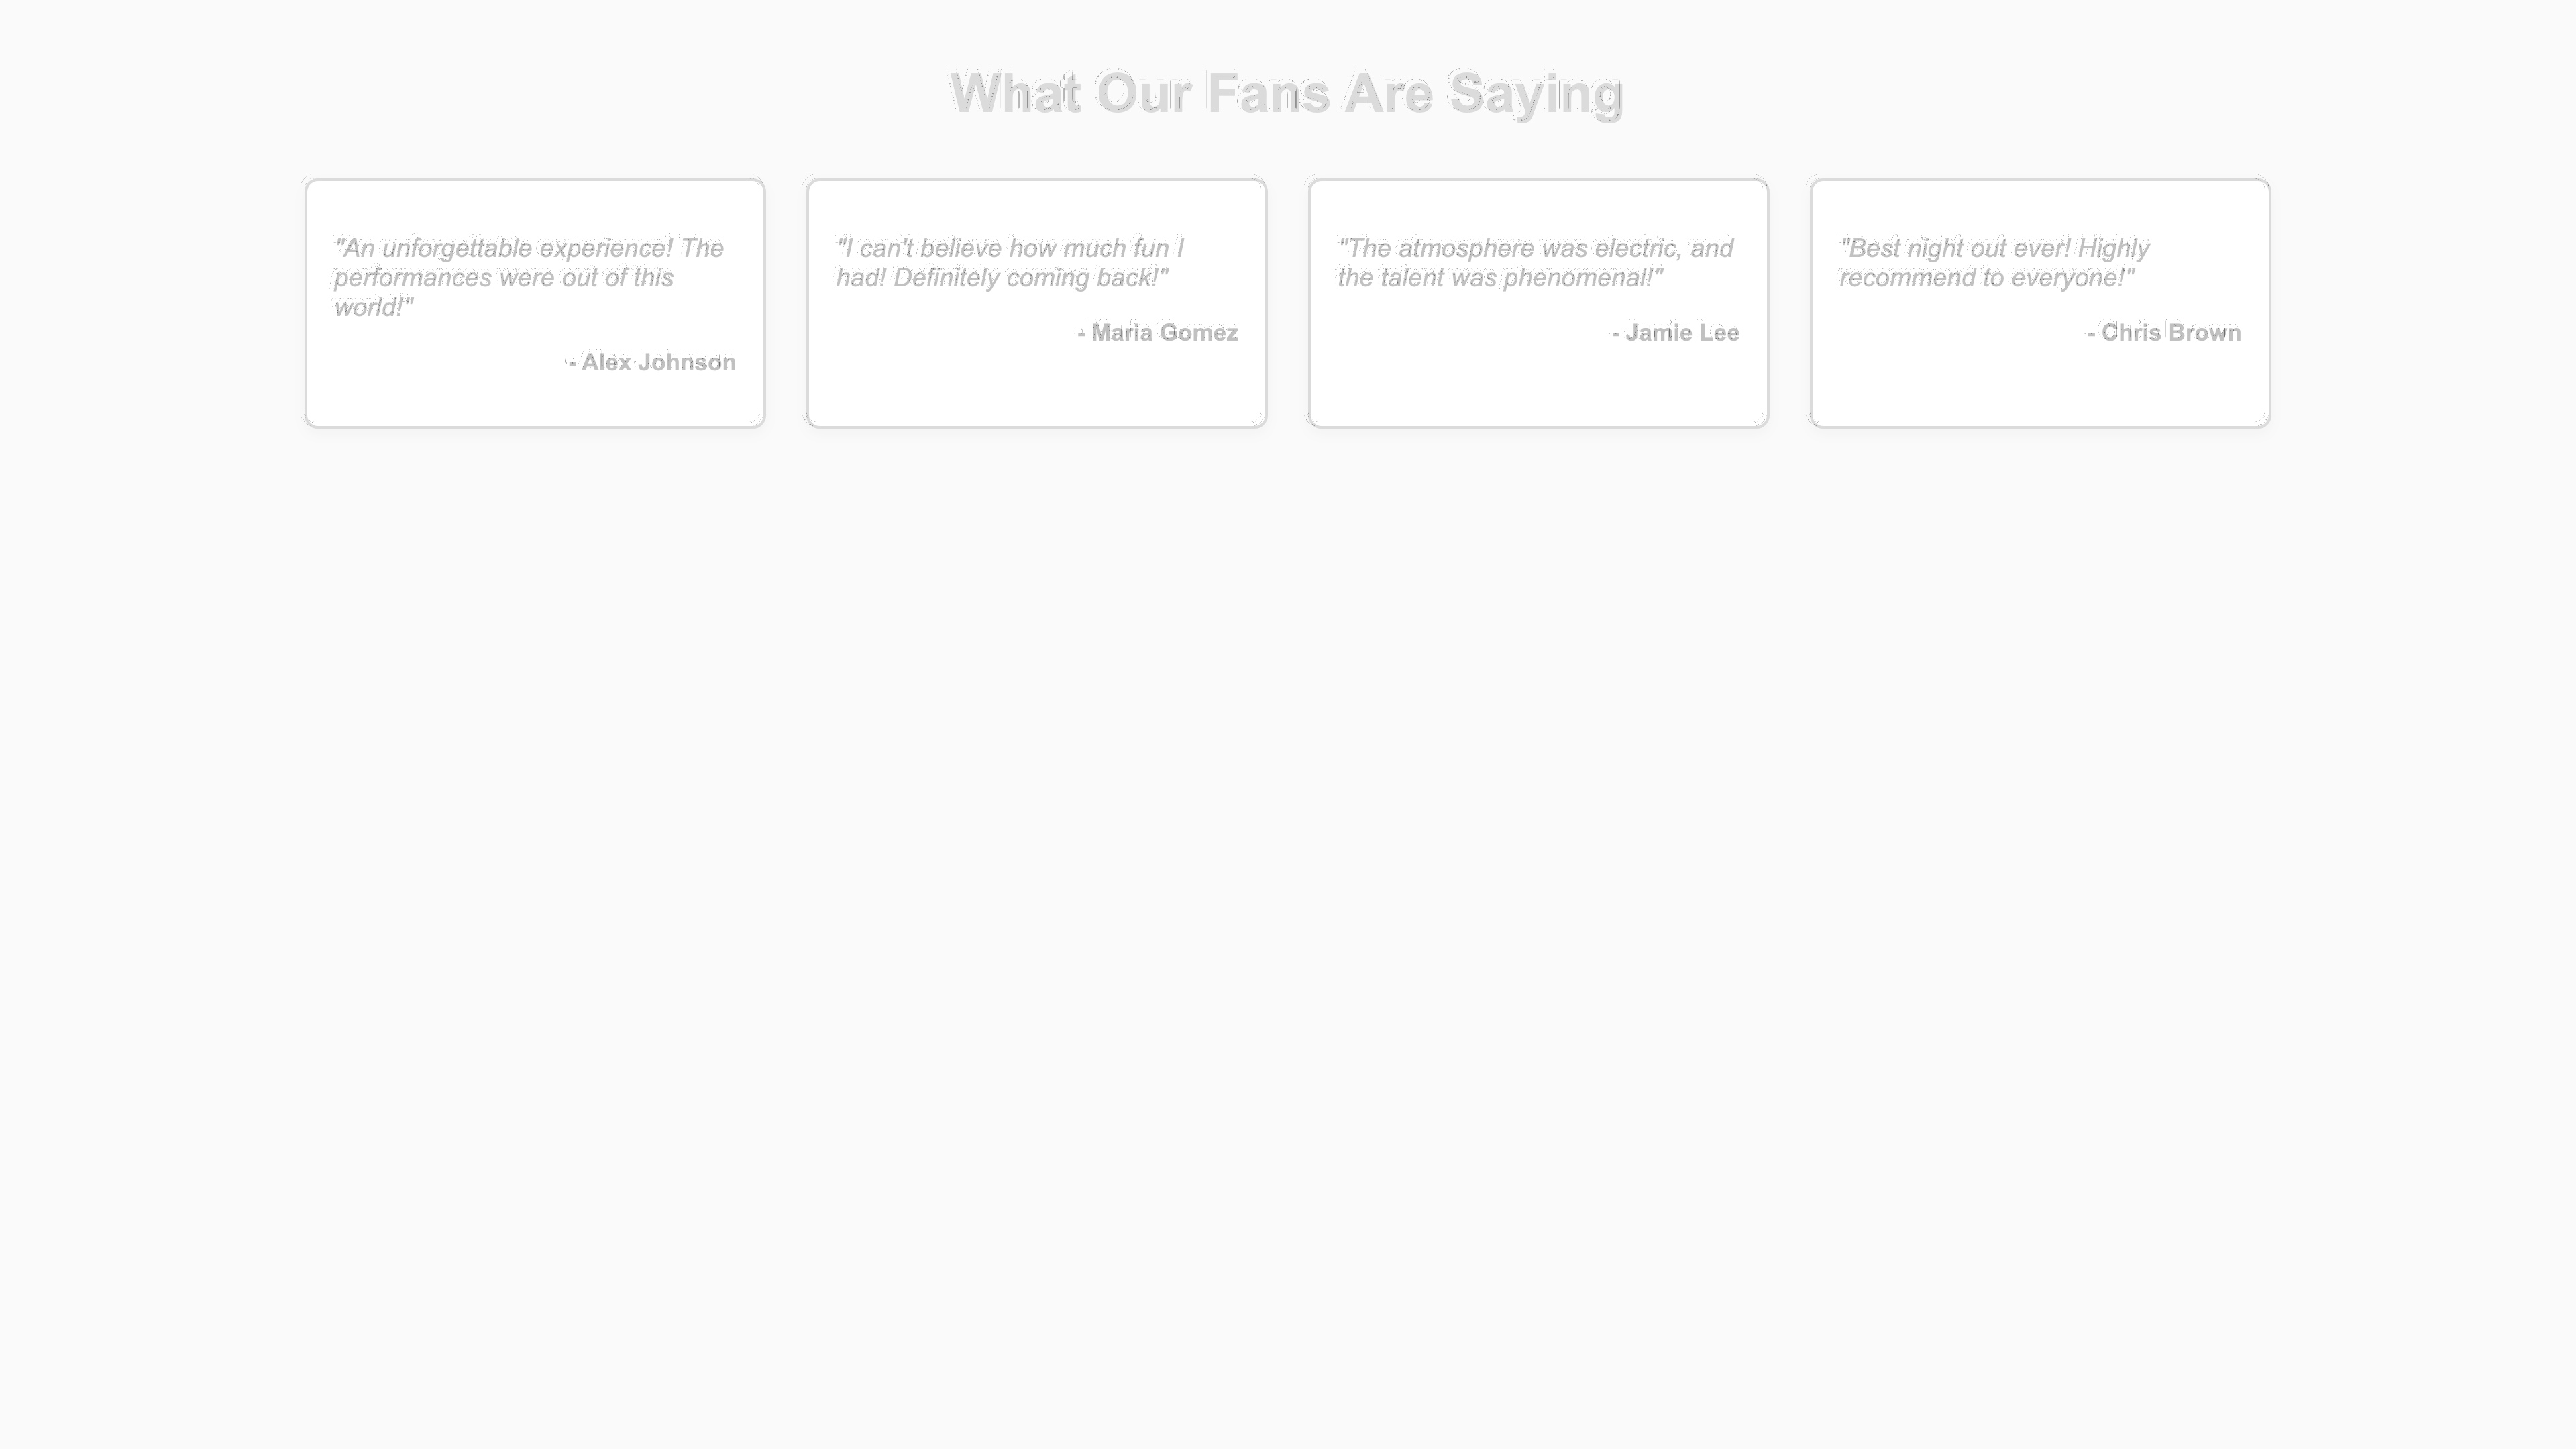 What Our Fans Are Saying
"An unforgettable experience! The
performances were out of this
world!"
- Alex Johnson
"I can't believe how much fun I
had! Definitely coming back!"
- Maria Gomez
"The atmosphere was electric, and
the talent was phenomenal!"
- Jamie Lee
"Best night out ever! Highly
recommend to everyone!"
- Chris Brown